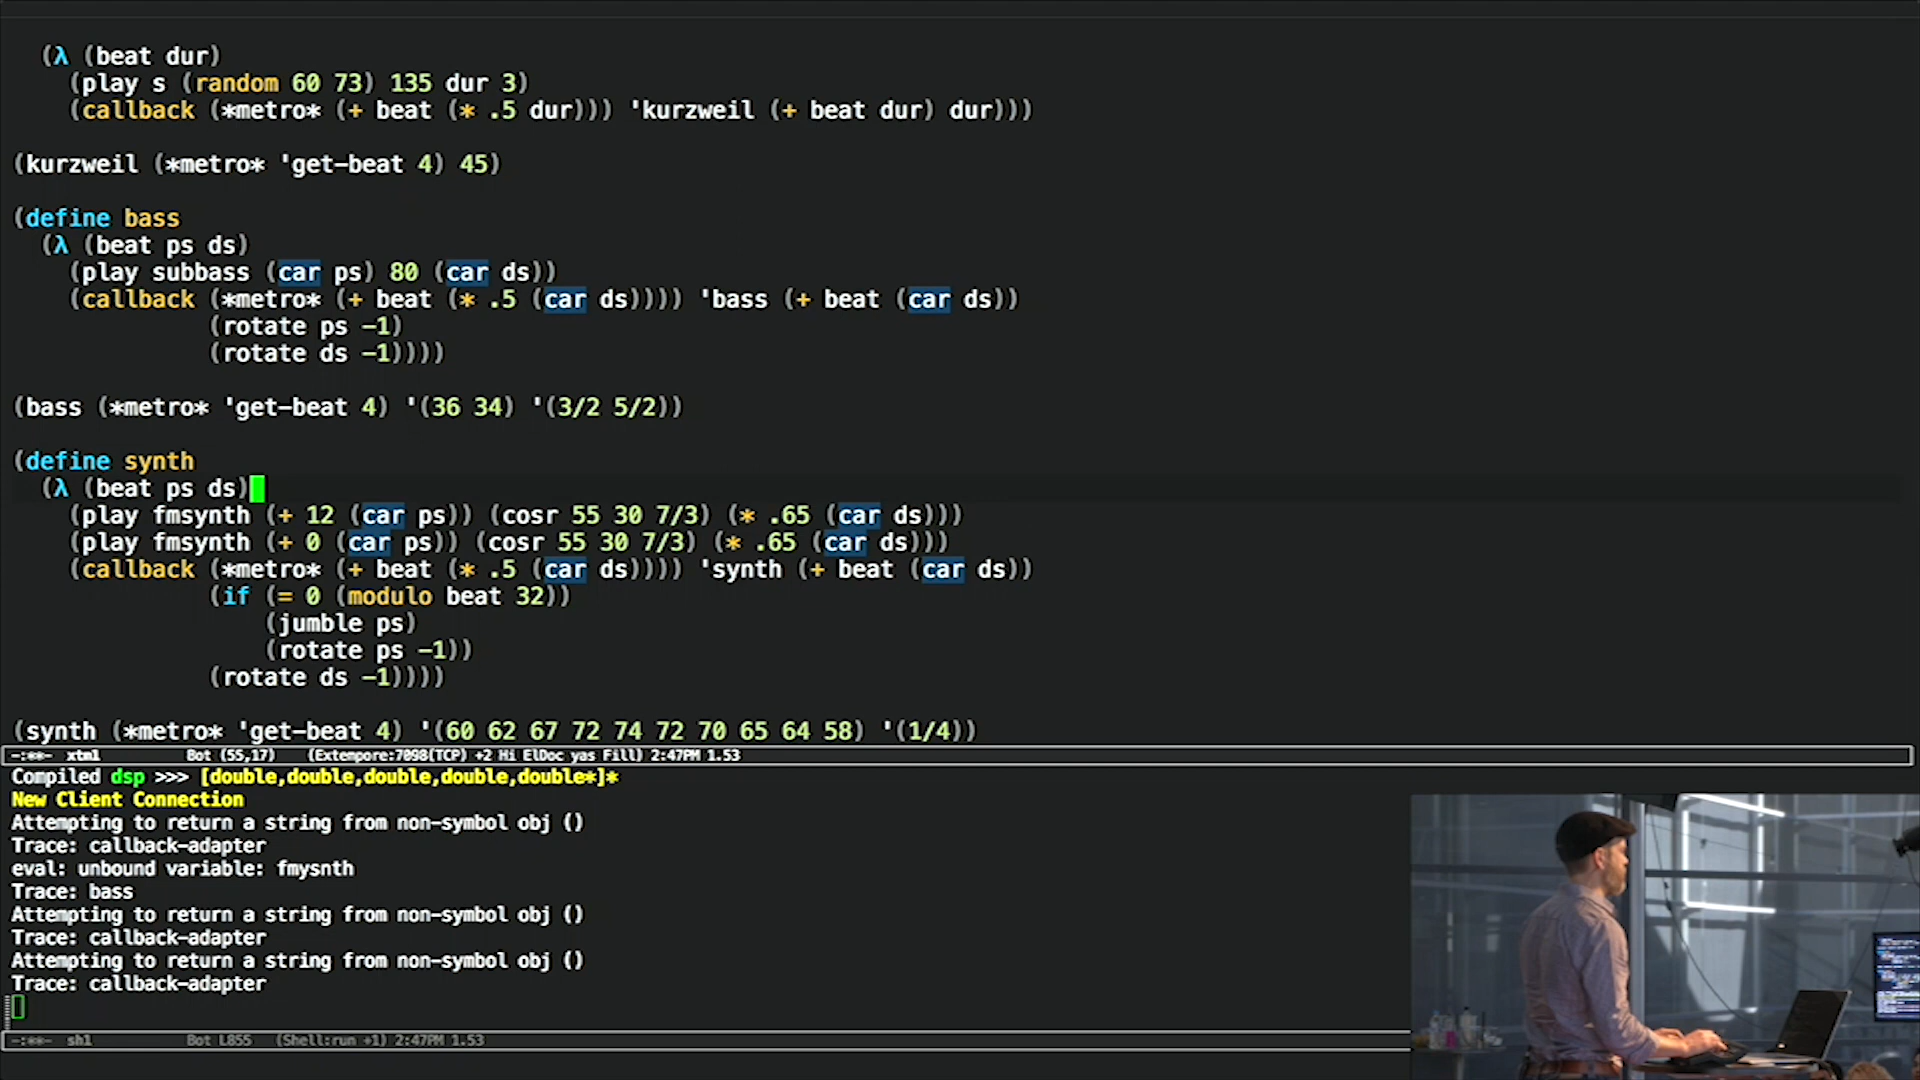 (λ (beat dur)
(play s (random 60 73) 135 dur 3)
(callback (*metro* (+ beat (* .5 dur))) 'kurzweil (+ beat dur) dur)))
(kurzweil (*metro* 'get-beat 4) 45)
(define bass
(λ (beat ps ds)
(play subbass (car ps) 80 (car ds))
(callback (*metro* (+ beat (* .5 (car ds)))) 'bass (+ beat (car ds))
(rotate ps -1)
(rotate ds -1))))
(bass (*metro* 'get-beat 4) '(36 34) '(3/2 5/2))
(define synth
(λ (beat ps ds)
(play fmsynth (+ 12 (car ps)) (cosr 55 30 7/3) (* .65 (car ds)))
(play fmsynth (+ 0 (car ps)) (cosr 55 30 7/3) (* .65 (car ds)))
(callback (*metro* (+ beat (* .5 (car ds)))) 'synth (+ beat (car ds))
(if (= 0 (modulo beat 32))
(jumble ps)
(rotate ps -1))
(rotate ds -1))))
(synth (*metro* 'get-beat 4) '(60 62 67 72 74 72 70 65 64 58) '(1/4))
-:**- xtm1 Bot (55,17) (Extempore:7098(TCP) +2 Hi ElDoc yas Fill) 2:47PM 1.53
Compiled dsp >>> [double,double,double,double,double*]*
New Client Connection
Attempting to return a string from non-symbol obj ()
Trace: callback-adapter
eval: unbound variable: fmysnth
Trace: bass
Attempting to return a string from non-symbol obj ()
Trace: callback-adapter
Attempting to return a string from non-symbol obj ()
Trace: callback-adapter
-:**- sh1 Bot L855 (Shell:run +1) 2:47PM 1.53